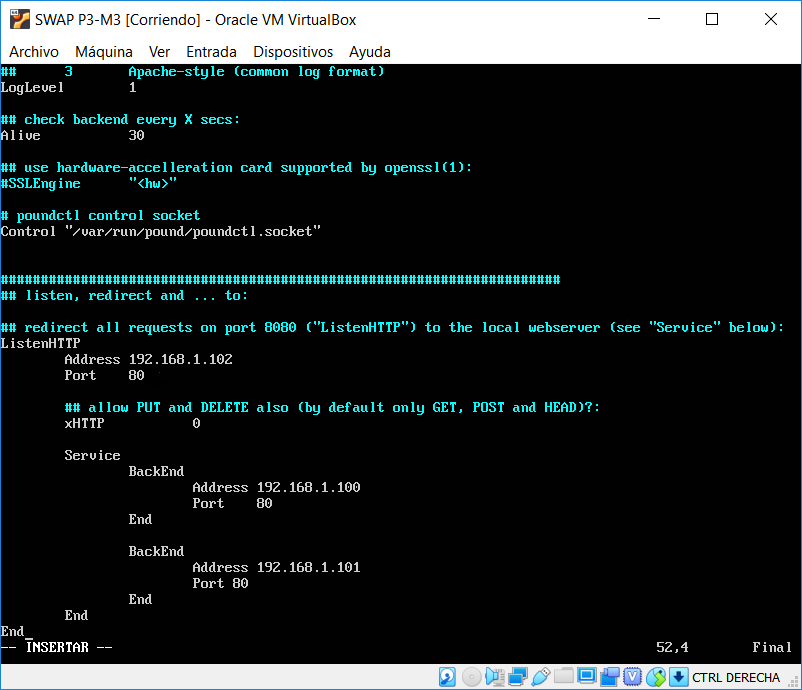 SWAP P3-M3 [Corriendo] - Oracle VM VirtualBox
Archivo Máquina Ver Entrada Dispositivos Ayuda
##      3       Apache-style (common log format)
LogLevel        1
## check backend every X secs:
Alive           30
## use hardware-accelleration card supported by openssl(1):
#SSLEngine      "<hw>"
# poundctl control socket
Control "/var/run/pound/poundctl.socket"
######################################################################
## listen, redirect and ... to:
## redirect all requests on port 8080 ("ListenHTTP") to the local webserver (see "Service" below):
ListenHTTP
        Address 192.168.1.102
        Port    80
        ## allow PUT and DELETE also (by default only GET, POST and HEAD)?:
        xHTTP           0
        Service
                BackEnd
                        Address 192.168.1.100
                        Port    80
                End
                BackEnd
                        Address 192.168.1.101
                        Port 80
                End
        End
End_
-- INSERTAR --                                                                    52,4        Final
CTRL DERECHA